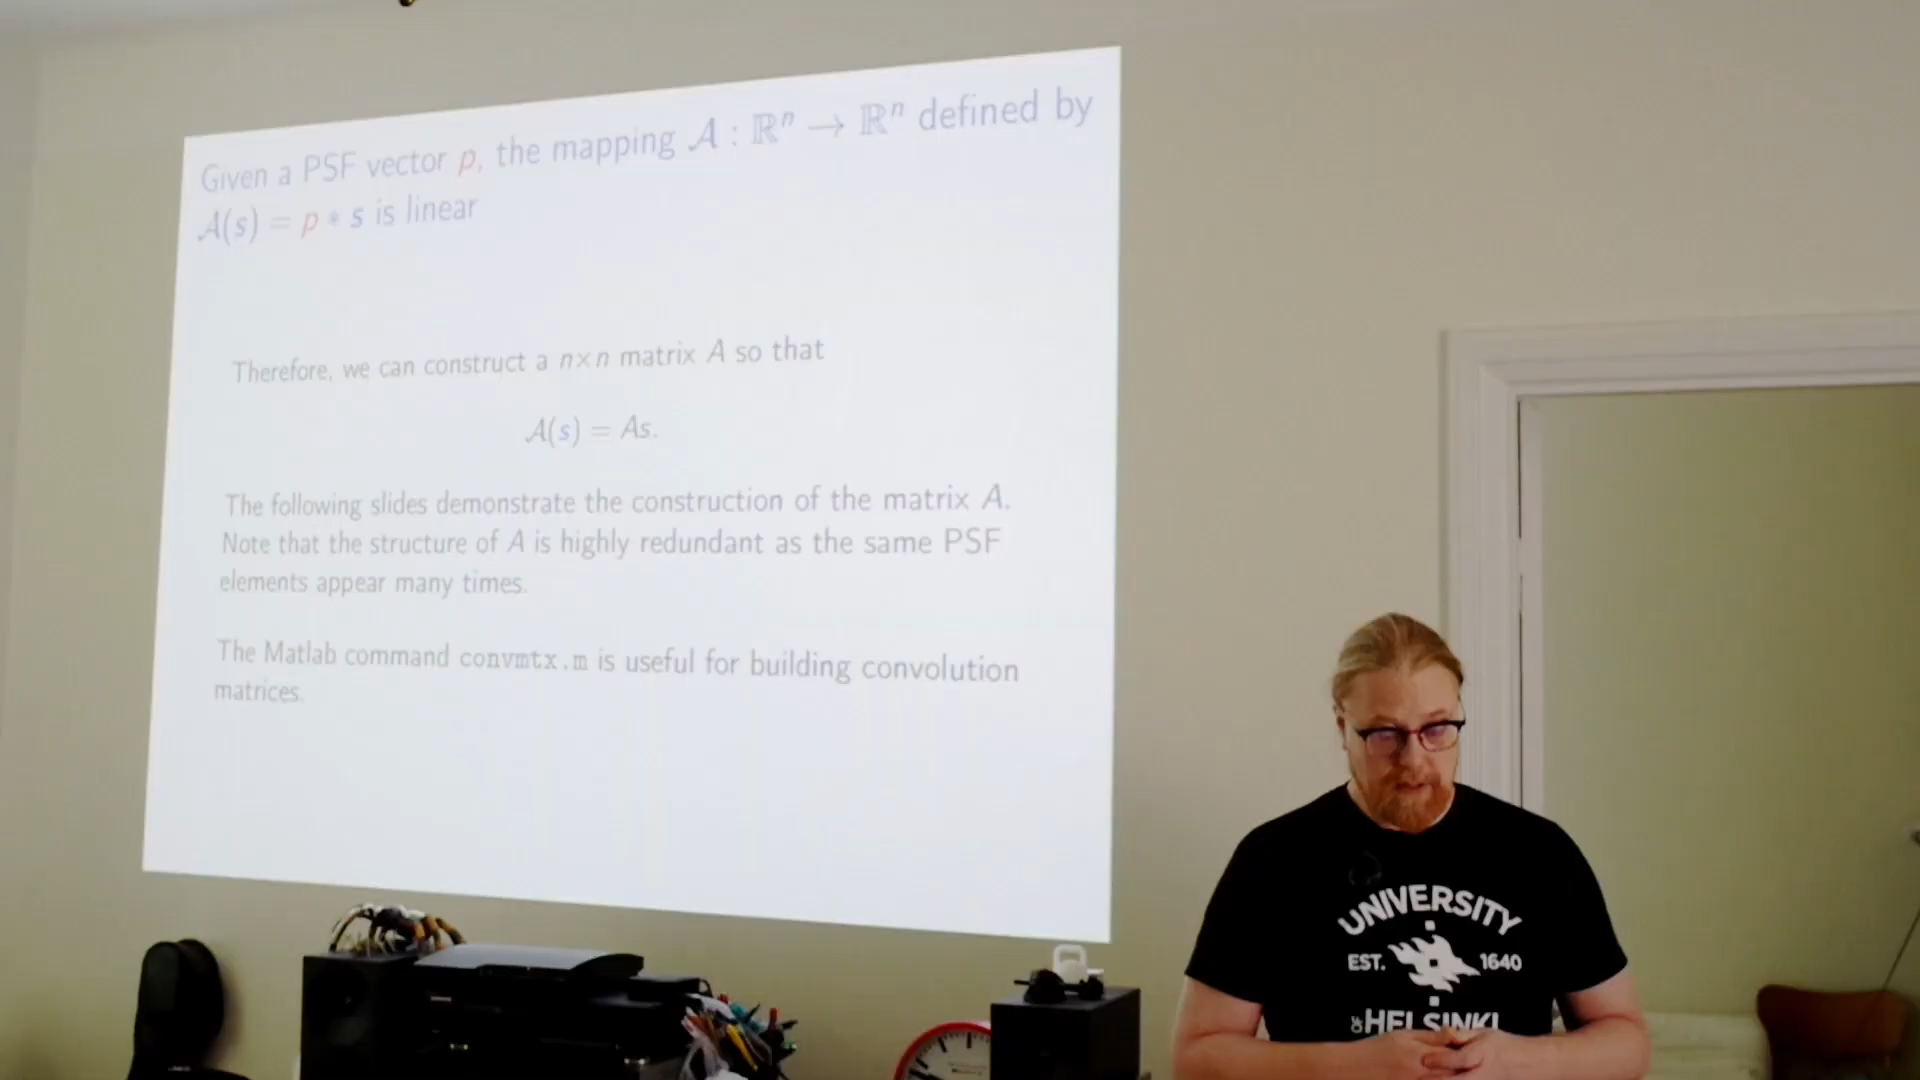 Given a PSF vector p, the mapping 𝒜 : ℝⁿ → ℝⁿ defined by
𝒜(s) = p * s is linear
Therefore, we can construct a n×n matrix A so that
𝒜(s) = As.
The following slides demonstrate the construction of the matrix A.
Note that the structure of A is highly redundant as the same PSF
elements appear many times.
The Matlab command convmtx.m is useful for building convolution
matrices.
UNIVERSITY
EST. 1640
OF HELSINKI